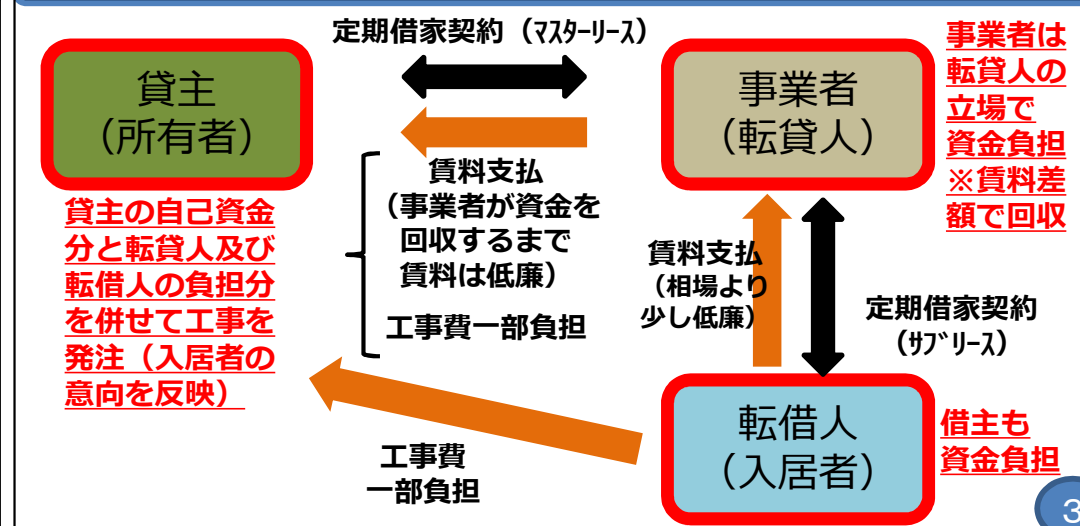 定期借家契約（ﾏｽﾀｰﾘｰｽ）
貸主
（所有者）
事業者
（転貸人）
事業者は
転貸人の
立場で
資金負担
※賃料差
額で回収
賃料支払
（事業者が資金を
回収するまで
賃料は低廉）
工事費一部負担
貸主の自己資金
分と転貸人及び
転借人の負担分
を併せて工事を
発注（入居者の
意向を反映）
賃料支払
（相場より
少し低廉）
定期借家契約
（ｻﾌﾞﾘｰｽ）
工事費
一部負担
転借人
（入居者）
借主も
資金負担
3